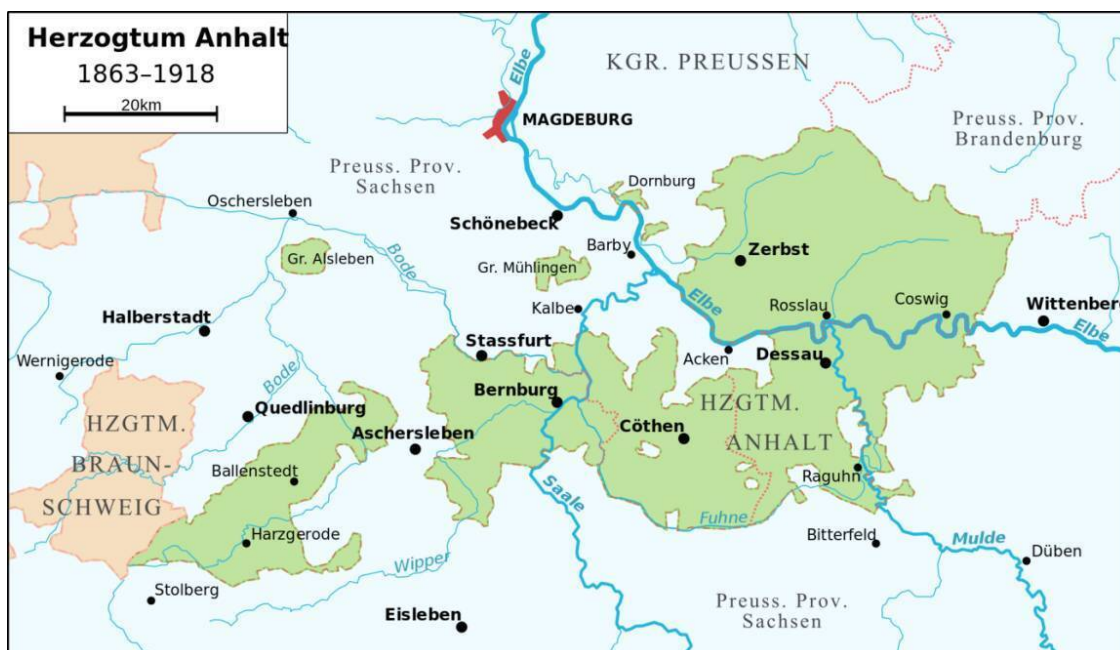 Herzogtum Anhalt
1863–1918
20km
Elbe
KGR. PREUSSEN
MAGDEBURG
Preuss. Prov.
Brandenburg
Preuss. Prov.
Sachsen
Dornburg
Oschersleben
Schönebeck
Barby
Zerbst
Gr. Alsleben
Bode
Gr. Mühlingen
Elbe
Rosslau
Coswig
Wittenberg
Elbe
Kalbe
Halberstadt
Stassfurt
Acken
Dessau
Wernigerode
Bode
Bernburg
HZGTM.
ANHALT
Quedlinburg
HZGTM.
BRAUN-
SCHWEIG
Aschersleben
Cöthen
Ballenstedt
Saale
Raguhn
Fuhne
Harzgerode
Wipper
Bitterfeld
Mulde
Düben
Stolberg
Eisleben
Preuss. Prov.
Sachsen